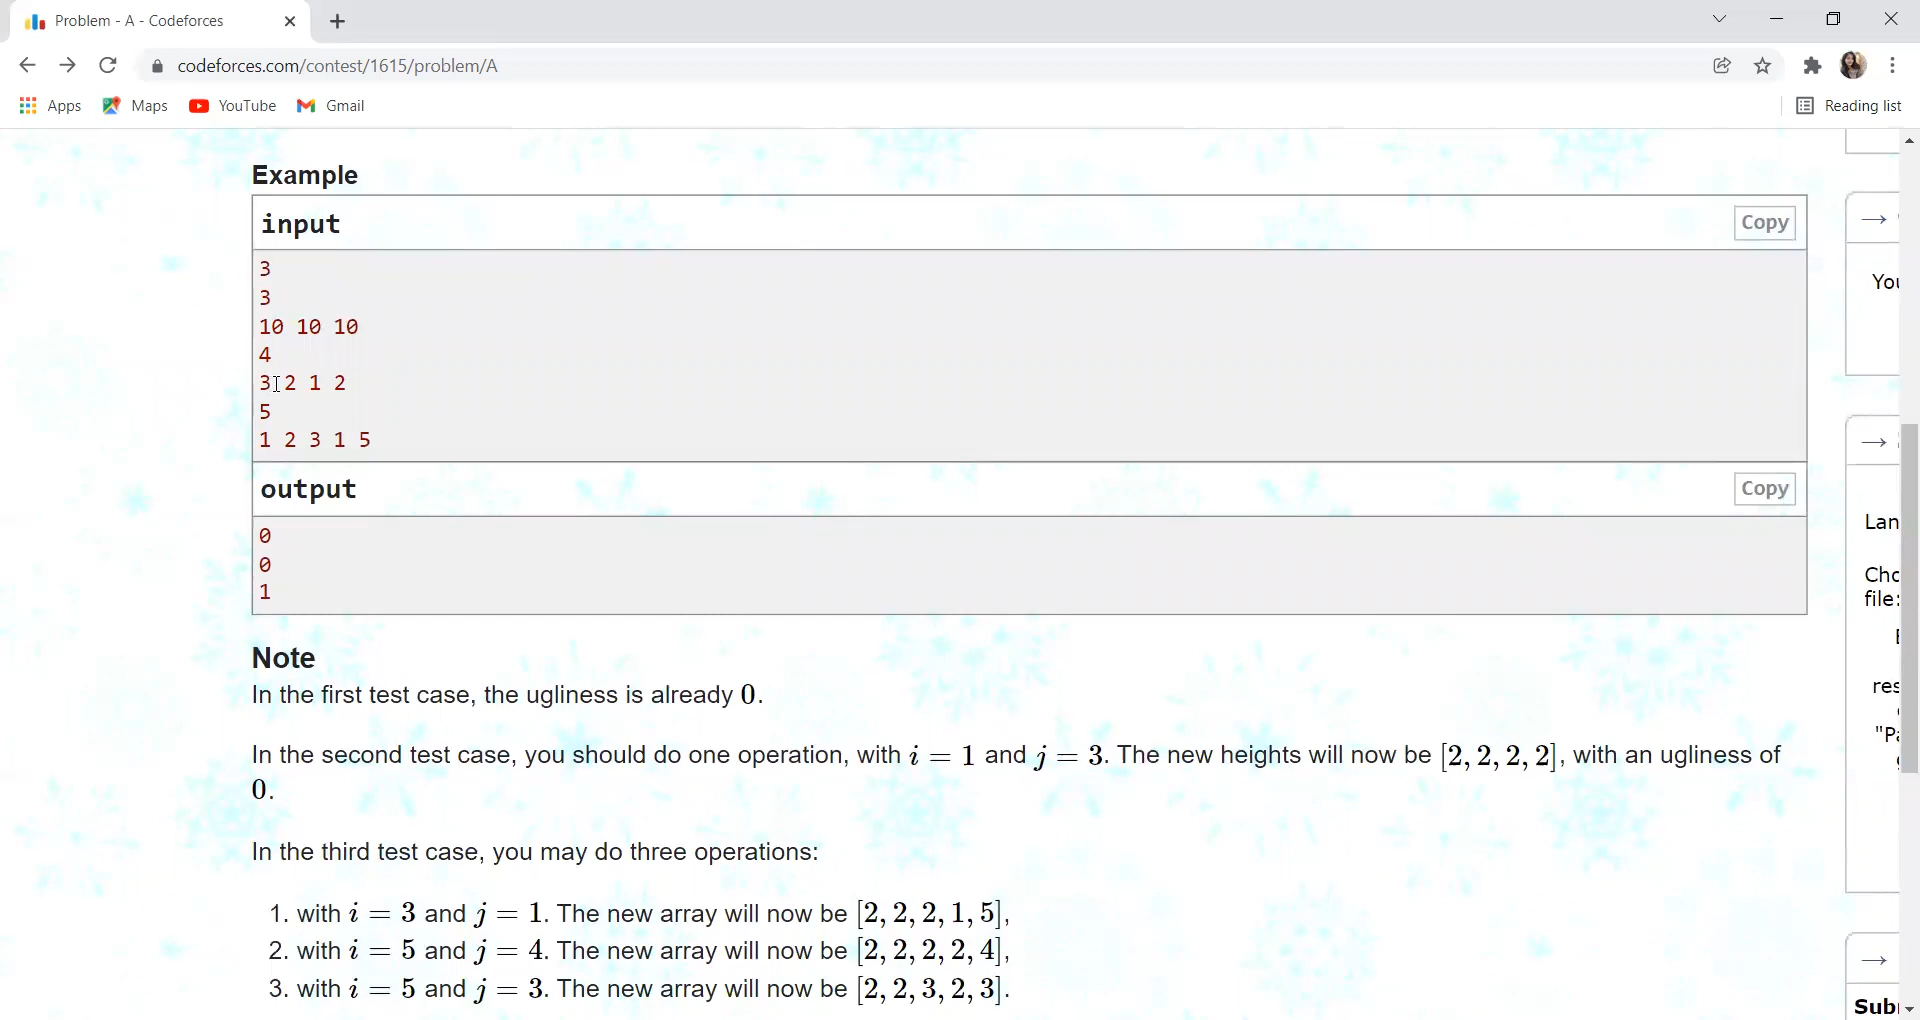 Problem - A - Codeforces
codeforces.com/contest/1615/problem/A
Apps Maps YouTube Gmail Reading list
Example
input Copy
3
3
10 10 10
4
3 2 1 2
5
1 2 3 1 5
output Copy
0
0
1
Note
In the first test case, the ugliness is already 0.
In the second test case, you should do one operation, with i = 1 and j = 3. The new heights will now be [2, 2, 2, 2], with an ugliness of
0.
In the third test case, you may do three operations:
1. with i = 3 and j = 1. The new array will now be [2, 2, 2, 1, 5],
2. with i = 5 and j = 4. The new array will now be [2, 2, 2, 2, 4],
3. with i = 5 and j = 3. The new array will now be [2, 2, 3, 2, 3].
→
You
→
Lan
Cho
file:
res
"Pa
→
Subm